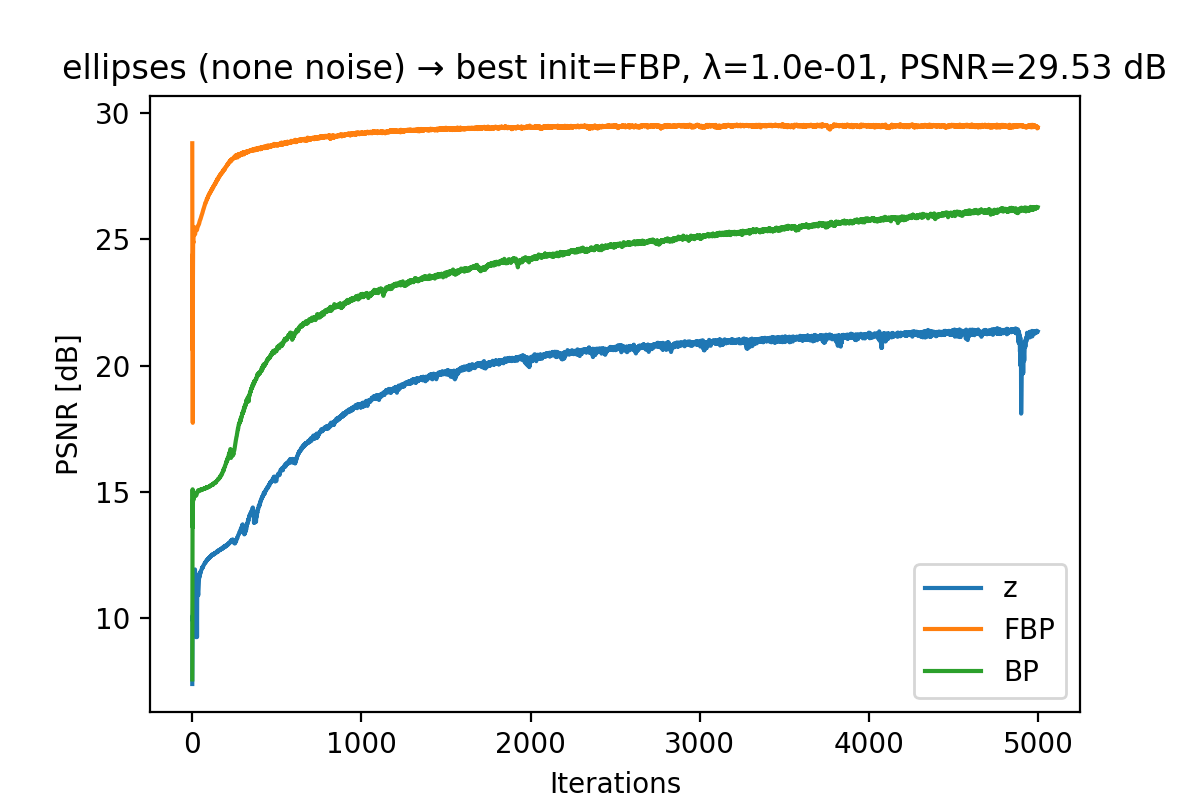 ellipses (none noise) → best init=FBP, λ=1.0e-01, PSNR=29.53 dB
30
25
20
15
10
PSNR [dB]
z
FBP
BP
0 1000 2000 3000 4000 5000
Iterations